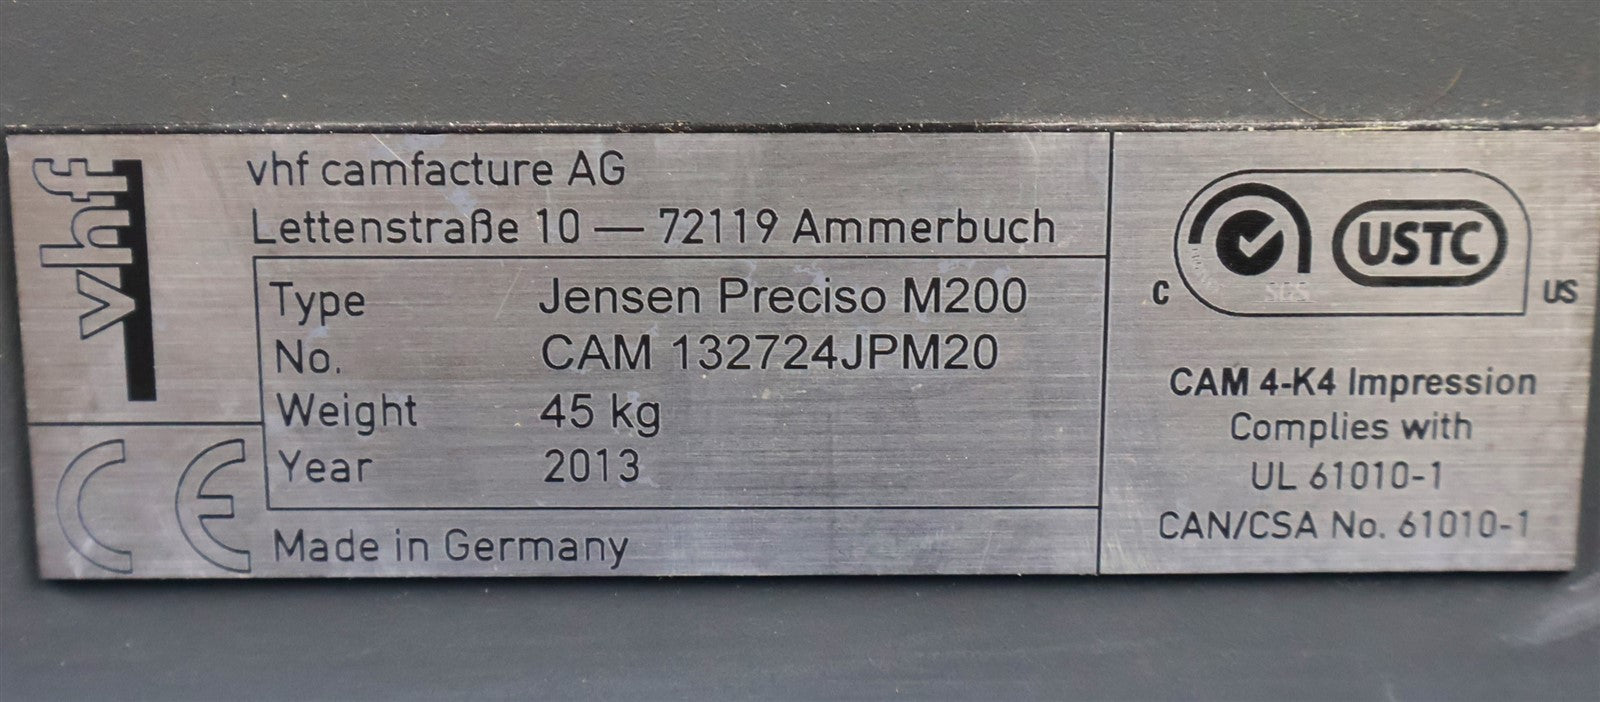 vhf
vhf camfacture AG
Lettenstraße 10 — 72119 Ammerbuch
Type Jensen Preciso M200
No. CAM 132724JPM20
Weight 45 kg
Year 2013
CE Made in Germany
C SGS USTC US
CAM 4-K4 Impression
Complies with
UL 61010-1
CAN/CSA No. 61010-1